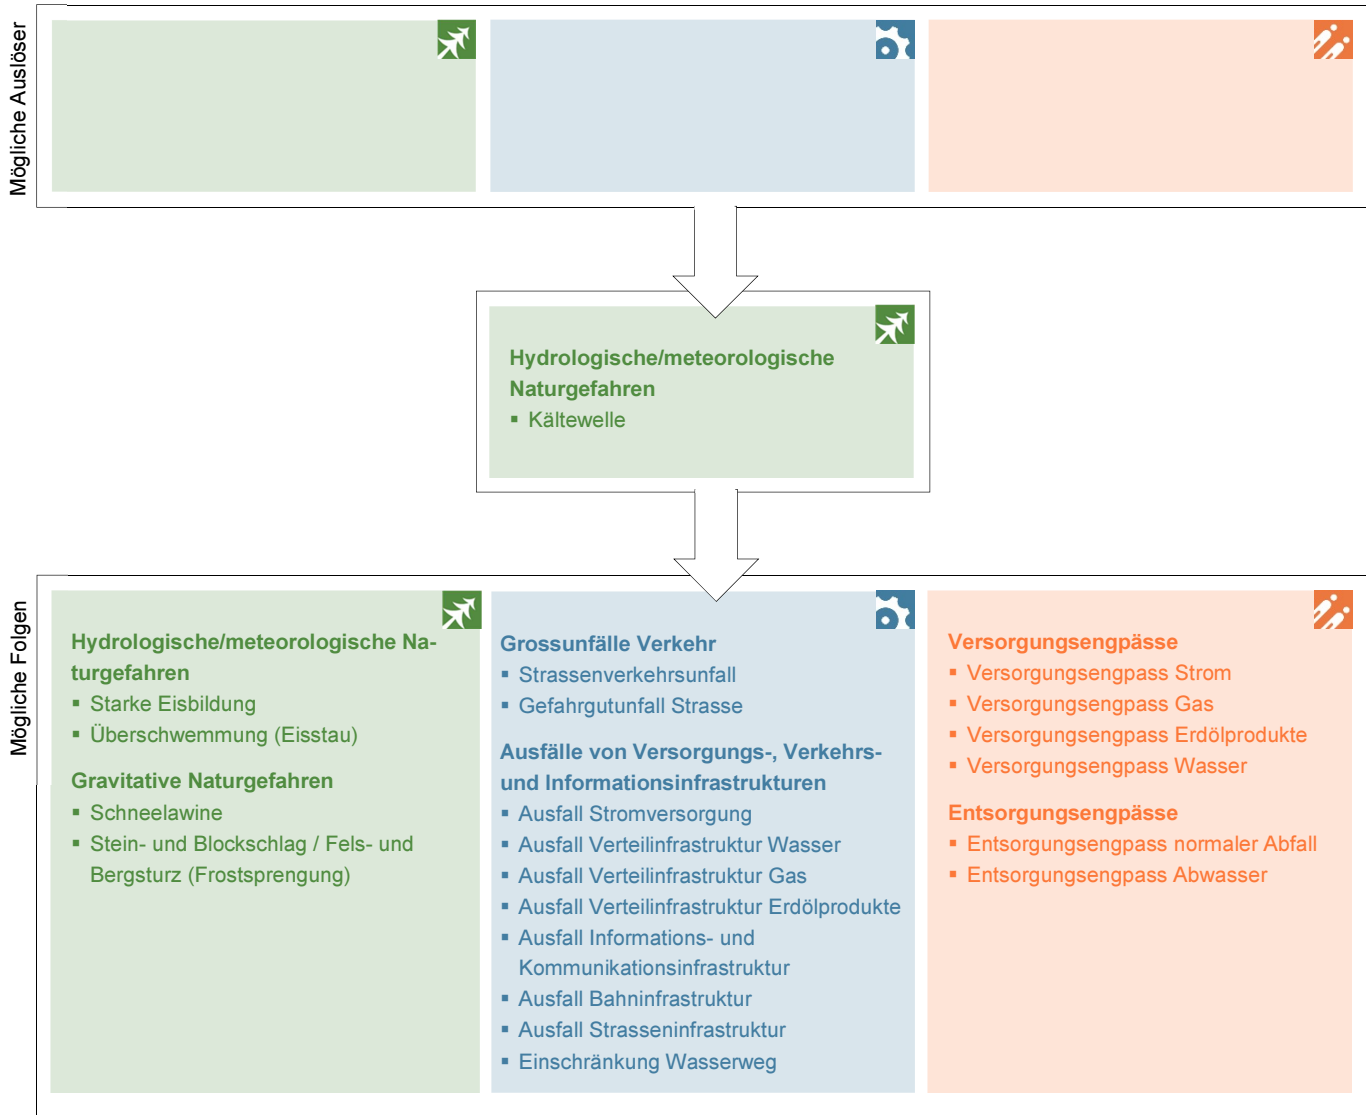 Mögliche Auslöser
Hydrologische/meteorologische
Naturgefahren
▪ Kältewelle
Mögliche Folgen
Hydrologische/meteorologische Na-
turgefahren
▪ Starke Eisbildung
▪ Überschwemmung (Eisstau)
Gravitative Naturgefahren
▪ Schneelawine
▪ Stein- und Blockschlag / Fels- und
Bergsturz (Frostsprengung)
Grossunfälle Verkehr
▪ Strassenverkehrsunfall
▪ Gefahrgutunfall Strasse
Ausfälle von Versorgungs-, Verkehrs-
und Informationsinfrastrukturen
▪ Ausfall Stromversorgung
▪ Ausfall Verteilinfrastruktur Wasser
▪ Ausfall Verteilinfrastruktur Gas
▪ Ausfall Verteilinfrastruktur Erdölprodukte
▪ Ausfall Informations- und
Kommunikationsinfrastruktur
▪ Ausfall Bahninfrastruktur
▪ Ausfall Strasseninfrastruktur
▪ Einschränkung Wasserweg
Versorgungsengpässe
▪ Versorgungsengpass Strom
▪ Versorgungsengpass Gas
▪ Versorgungsengpass Erdölprodukte
▪ Versorgungsengpass Wasser
Entsorgungsengpässe
▪ Entsorgungsengpass normaler Abfall
▪ Entsorgungsengpass Abwasser